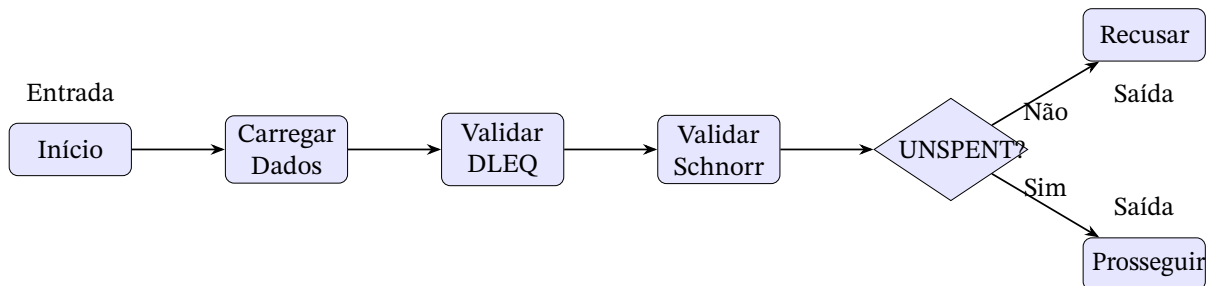 Entrada
Início
Carregar
Dados
Validar
DLEQ
Validar
Schnorr
UNSPENT?
Não
Recusar
Saída
Sim
Saída
Prosseguir